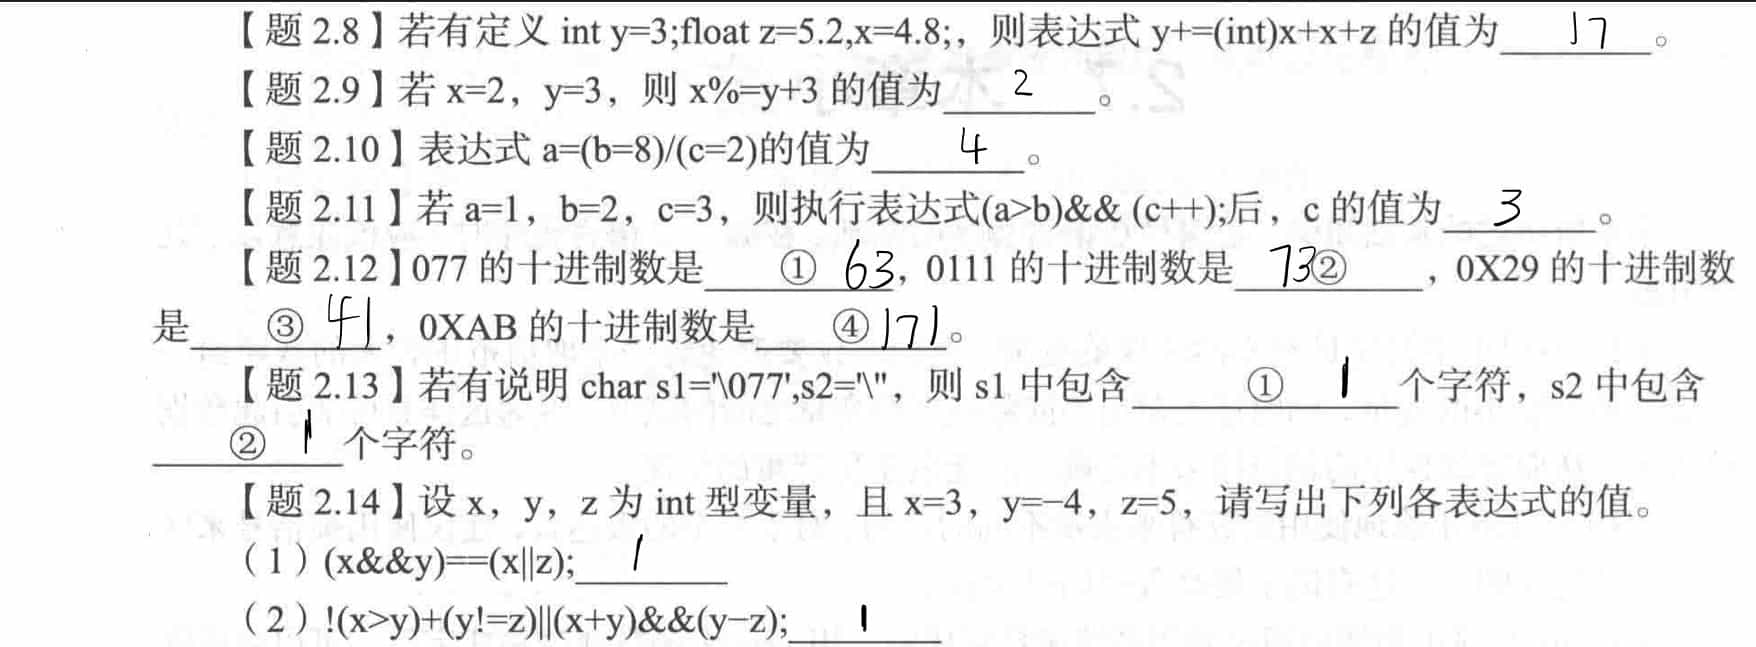 【题 2.8】若有定义 int y=3;float z=5.2,x=4.8;，则表达式 y+=(int)x+x+z 的值为 17 。
【题 2.9】若 x=2，y=3，则 x%=y+3 的值为 2 。
【题 2.10】表达式 a=(b=8)/(c=2)的值为 4 。
【题 2.11】若 a=1，b=2，c=3，则执行表达式(a>b)&& (c++);后，c 的值为 3 。
【题 2.12】077 的十进制数是 ① 63，0111 的十进制数是 73② ，0X29 的十进制数
是 ③ 41，0XAB 的十进制数是 ④171。
【题 2.13】若有说明 char s1='\077',s2='\''，则 s1 中包含 ① 1 个字符，s2 中包含
② 1 个字符。
【题 2.14】设 x，y，z 为 int 型变量，且 x=3，y=−4，z=5，请写出下列各表达式的值。
（1）(x&&y)==(x||z); 1
（2）!(x>y)+(y!=z)||(x+y)&&(y−z); 1